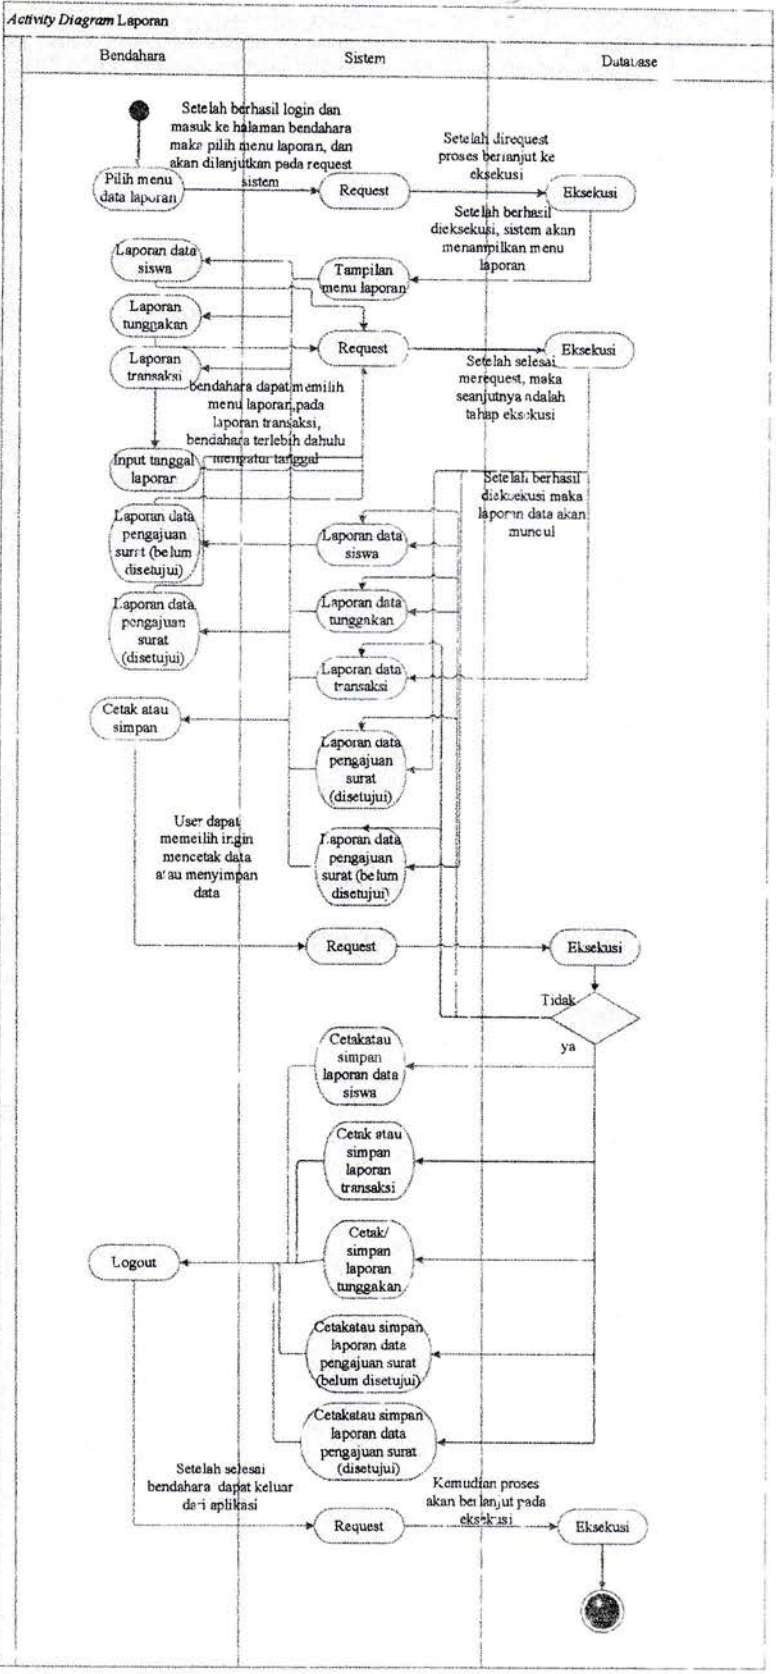 Activity Diagram Laporan
Bendahara
Sistem
Database
Setelah berhasil login dan
masuk ke halaman bendahara
maka pilih menu laporan, dan
akan dilanjutkan pada request
sistem
Setelah direquest
proses berlanjut ke
eksekusi
Pilih menu
data laporan
Request
Eksekusi
Setelah berhasil
dieksekusi, sistem akan
menampilkan menu
laporan
Laporan data
siswa
Tampilan
menu laporan
Laporan
tunggakan
Request
Eksekusi
Laporan
transaksi
Setelah selesai
merequest, maka
seanjutnya adalah
tahap eksekusi
bendahara dapat memilih
menu laporan,pada
laporan transaksi,
bendahara terlebih dahulu
mengatur tanggal
Input tanggal
laporan
Setelah berhasil
dieksekusi maka
laporan data akan
muncul
Laporan data
pengajuan
surat (belum
disetujui)
Laporan data
siswa
Laporan data
pengajuan
surat
(disetujui)
Laporan data
tunggakan
Laporan data
transaksi
Cetak atau
simpan
Laporan data
pengajuan
surat
(disetujui)
User dapat
memeilih ingin
mencetak data
atau menyimpan
data
Laporan data
pengajuan
surat (belum
disetujui)
Request
Eksekusi
Tidak
ya
Cetakatau
simpan
laporan data
siswa
Cetak atau
simpan
laporan
transaksi
Cetak/
simpan
laporan
tunggakan
Logout
Cetakatau simpan
laporan data
pengajuan surat
(belum disetujui)
Cetakatau simpan
laporan data
pengajuan surat
(disetujui)
Setelah selesai
bendahara dapat keluar
dari aplikasi
Kemudian proses
akan berlanjut pada
eksekusi
Request
Eksekusi